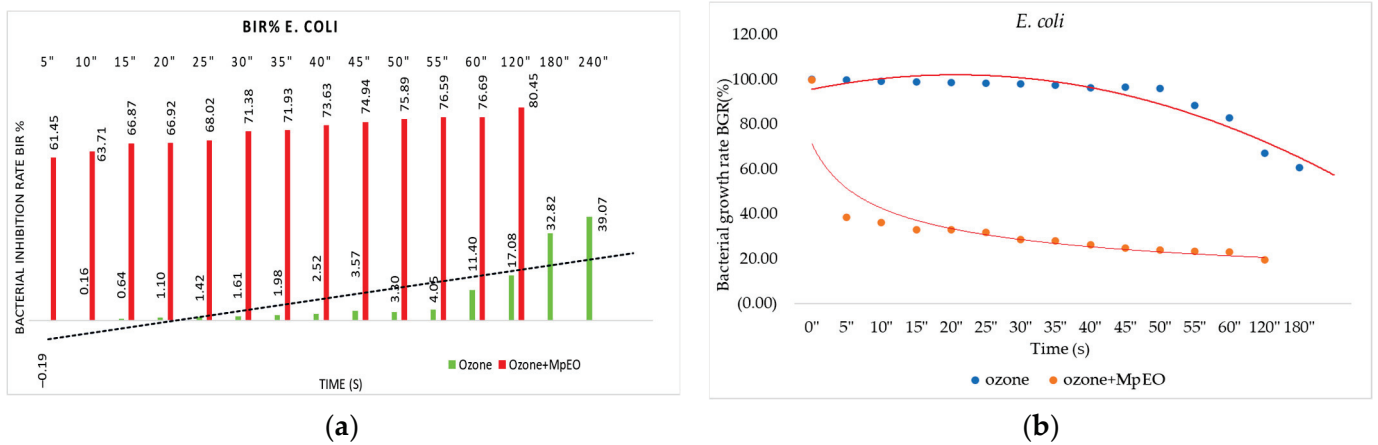 BIR% E. COLI
5" 10" 15" 20" 25" 30" 35" 40" 45" 50" 55" 60" 120" 180" 240"
BACTERIAL INHIBITION RATE BIR %
61.45 63.71 66.87 66.92 68.02 71.38 71.93 73.63 74.94 75.89 76.59 76.69 80.45
−0.19 0.16 0.64 1.10 1.42 1.61 1.98 2.52 3.57 3.30 4.05 11.40 17.08 32.82 39.07
Ozone Ozone+MpEO
TIME (S)
(a)
E. coli
Bacterial growth rate BGR(%)
120.00
100.00
80.00
60.00
40.00
20.00
(0.00)
0" 5" 10" 15" 20" 25" 30" 35" 40" 45" 50" 55" 60" 120" 180"
Time (s)
ozone ozone+MpEO
(b)